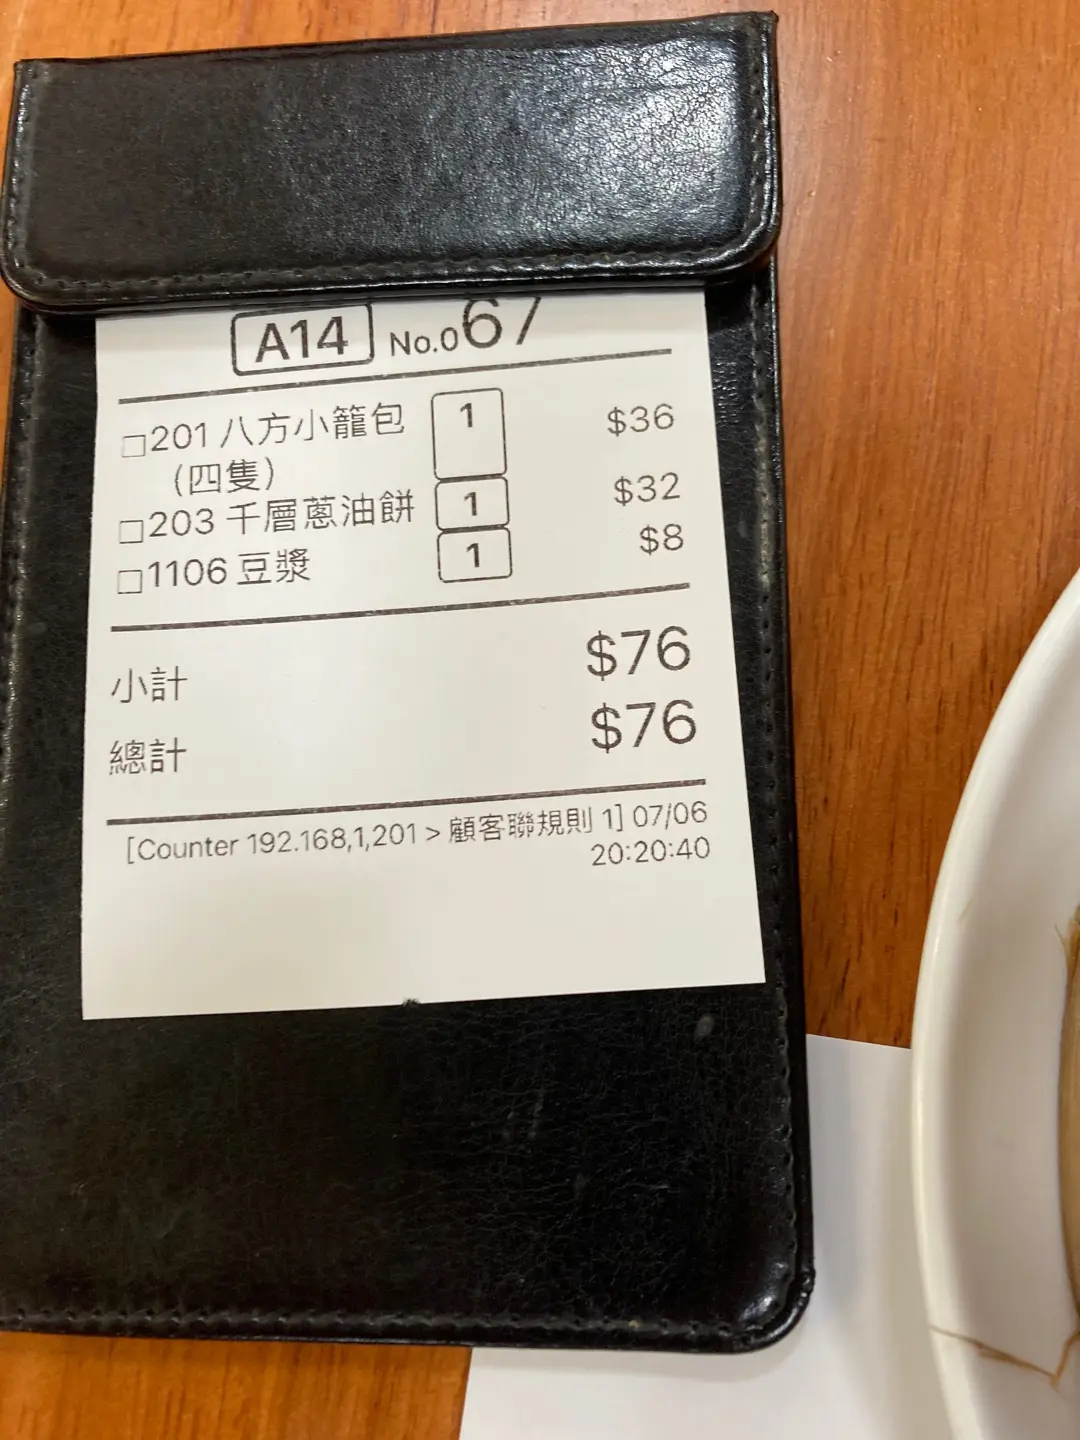 A14 No.067
□201 八方小籠包 1 $36
(四隻)
□203 千層蔥油餅 1 $32
□1106 豆漿 1 $8
小計 $76
總計 $76
[Counter 192.168,1,201 > 顧客聯規則 1] 07/06
20:20:40